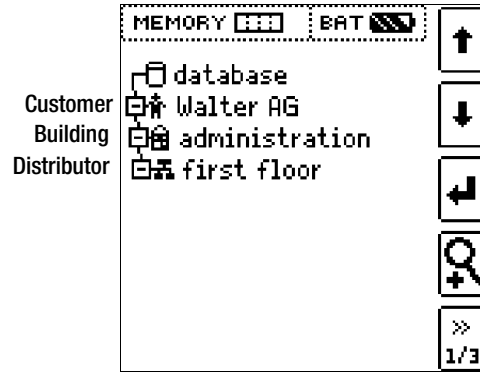 MEMORY BAT
database
Customer Walter AG
Building administration
Distributor first floor
»
1/3